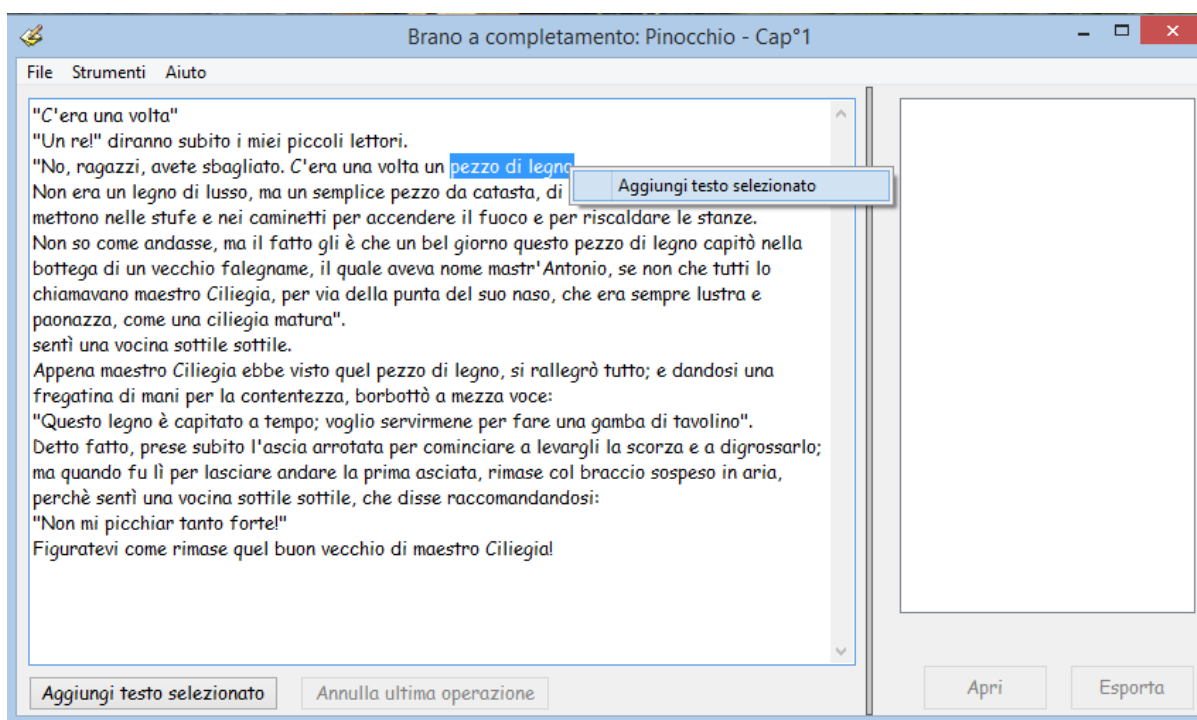 Brano a completamento: Pinocchio - Cap°1
File Strumenti Aiuto
"C'era una volta"
"Un re!" diranno subito i miei piccoli lettori.
"No, ragazzi, avete sbagliato. C'era una volta un pezzo di legno
Aggiungi testo selezionato
Non era un legno di lusso, ma un semplice pezzo da catasta, di
mettono nelle stufe e nei caminetti per accendere il fuoco e per riscaldare le stanze.
Non so come andasse, ma il fatto gli è che un bel giorno questo pezzo di legno capitò nella
bottega di un vecchio falegname, il quale aveva nome mastr'Antonio, se non che tutti lo
chiamavano maestro Ciliegia, per via della punta del suo naso, che era sempre lustra e
paonazza, come una ciliegia matura".
sentì una vocina sottile sottile.
Appena maestro Ciliegia ebbe visto quel pezzo di legno, si rallegrò tutto; e dandosi una
fregatina di mani per la contentezza, borbottò a mezza voce:
"Questo legno è capitato a tempo; voglio servirmene per fare una gamba di tavolino".
Detto fatto, prese subito l'ascia arrotata per cominciare a levargli la scorza e a digrossarlo;
ma quando fu lì per lasciare andare la prima asciata, rimase col braccio sospeso in aria,
perchè sentì una vocina sottile sottile, che disse raccomandandosi:
"Non mi picchiar tanto forte!"
Figuratevi come rimase quel buon vecchio di maestro Ciliegia!
Aggiungi testo selezionato Annulla ultima operazione Apri Esporta